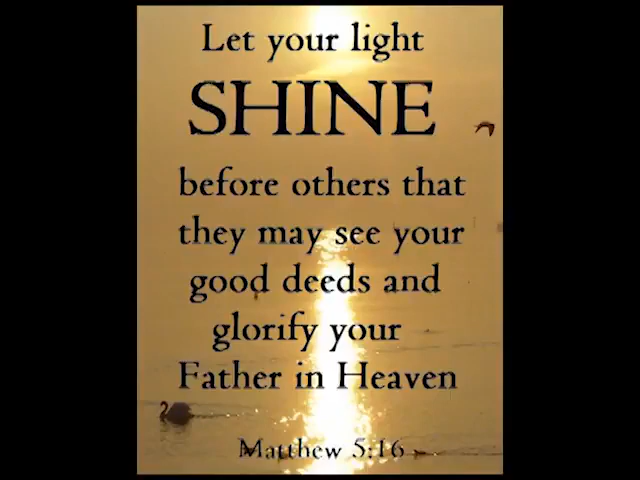 Let your light
SHINE
before others that
they may see your
good deeds and
glorify your
Father in Heaven
Matthew 5:16